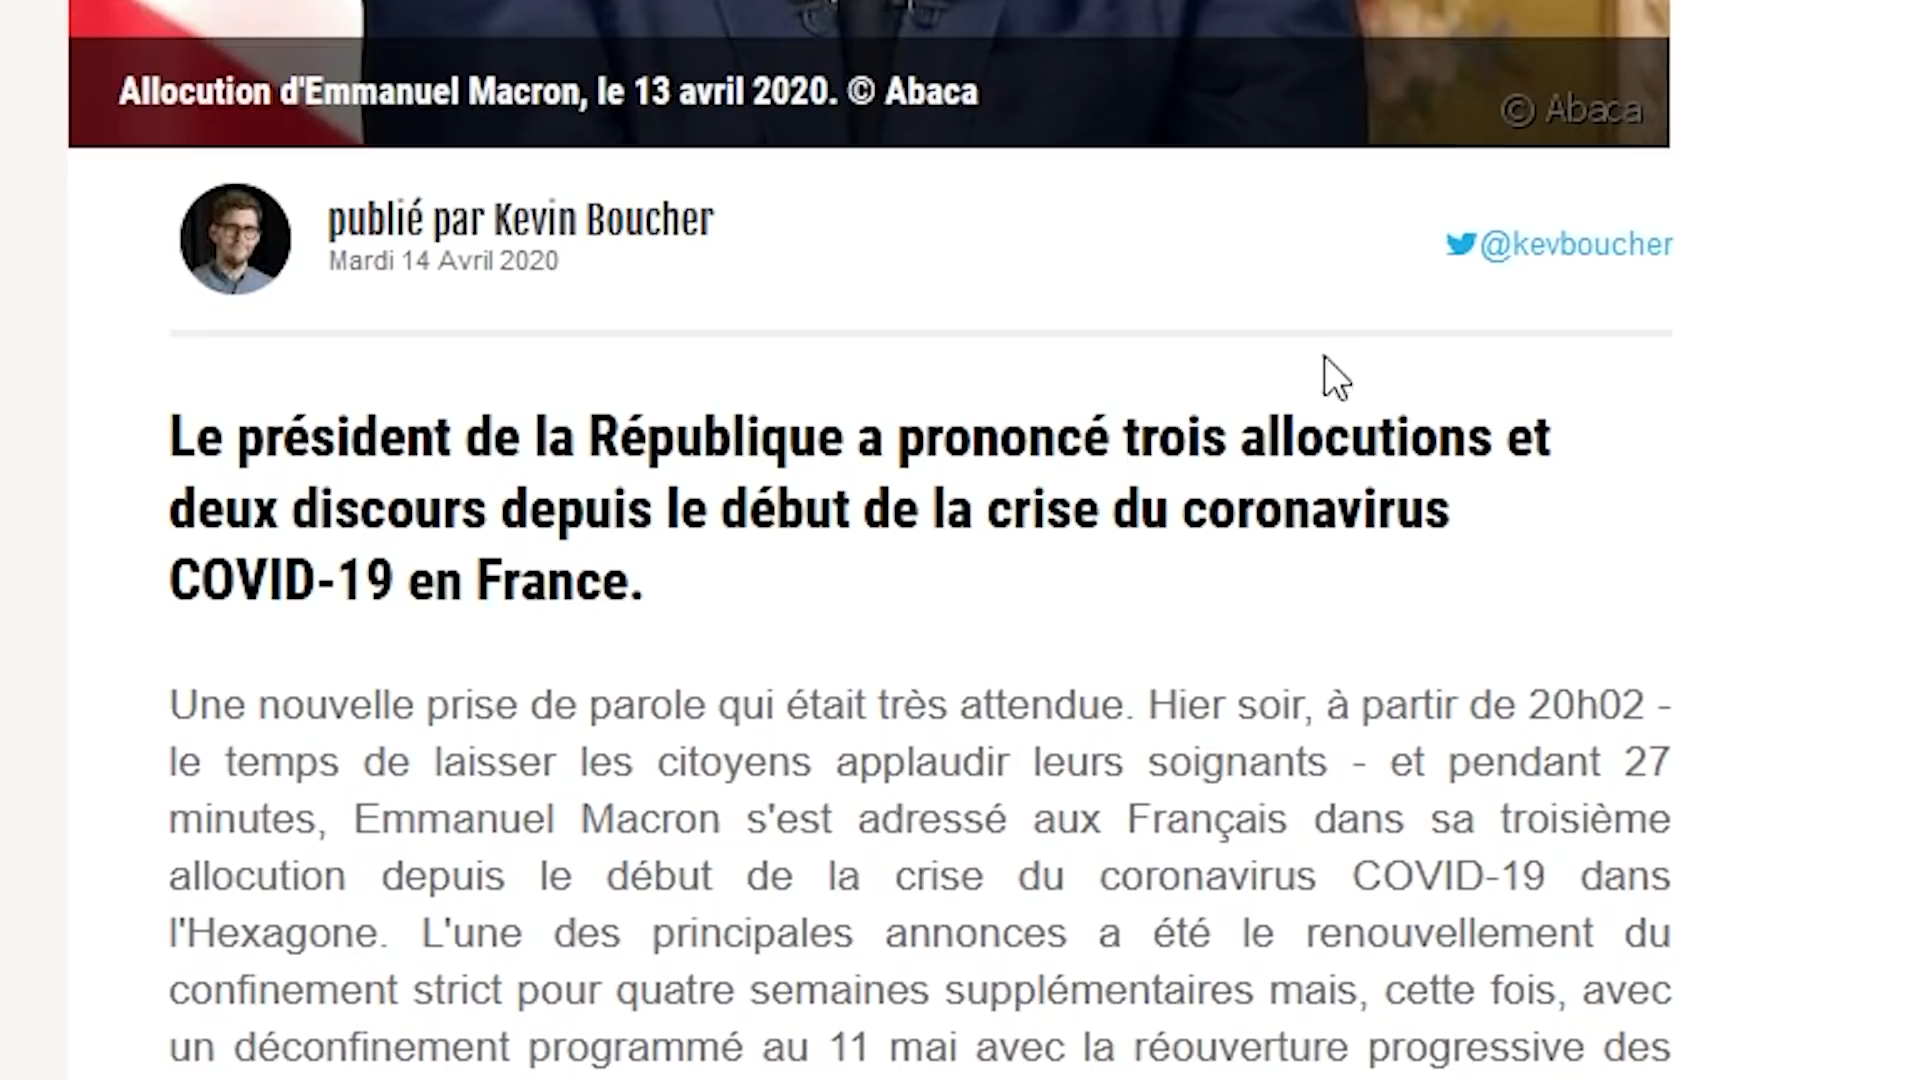 Allocution d'Emmanuel Macron, le 13 avril 2020. © Abaca
© Abaca
publié par Kevin Boucher
Mardi 14 Avril 2020
@kevboucher
Le président de la République a prononcé trois allocutions et
deux discours depuis le début de la crise du coronavirus
COVID-19 en France.
Une nouvelle prise de parole qui était très attendue. Hier soir, à partir de 20h02 -
le temps de laisser les citoyens applaudir leurs soignants - et pendant 27
minutes, Emmanuel Macron s'est adressé aux Français dans sa troisième
allocution depuis le début de la crise du coronavirus COVID-19 dans
l'Hexagone. L'une des principales annonces a été le renouvellement du
confinement strict pour quatre semaines supplémentaires mais, cette fois, avec
un déconfinement programmé au 11 mai avec la réouverture progressive des